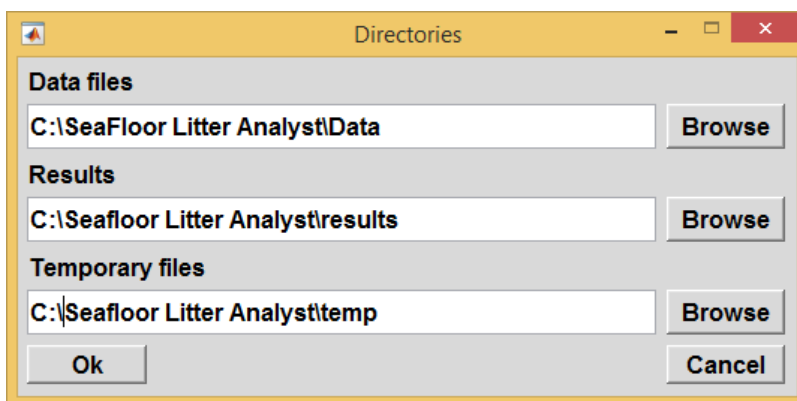 Directories
Data files
C:\SeaFloor Litter Analyst\Data
Browse
Results
C:\Seafloor Litter Analyst\results
Browse
Temporary files
C:\Seafloor Litter Analyst\temp
Browse
Ok
Cancel